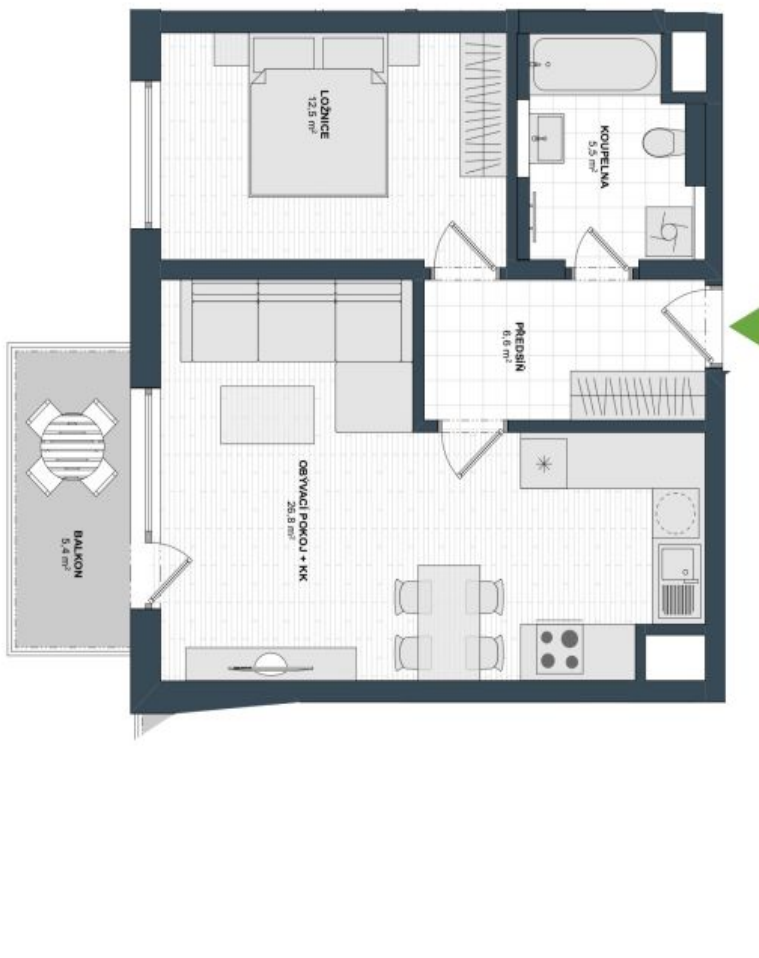 LOŽNICE
12,5 m²
KOUPELNA
5,5 m²
PŘEDSÍŇ
6,6 m²
OBÝVACÍ POKOJ + KK
26,8 m²
BALKON
5,4 m²